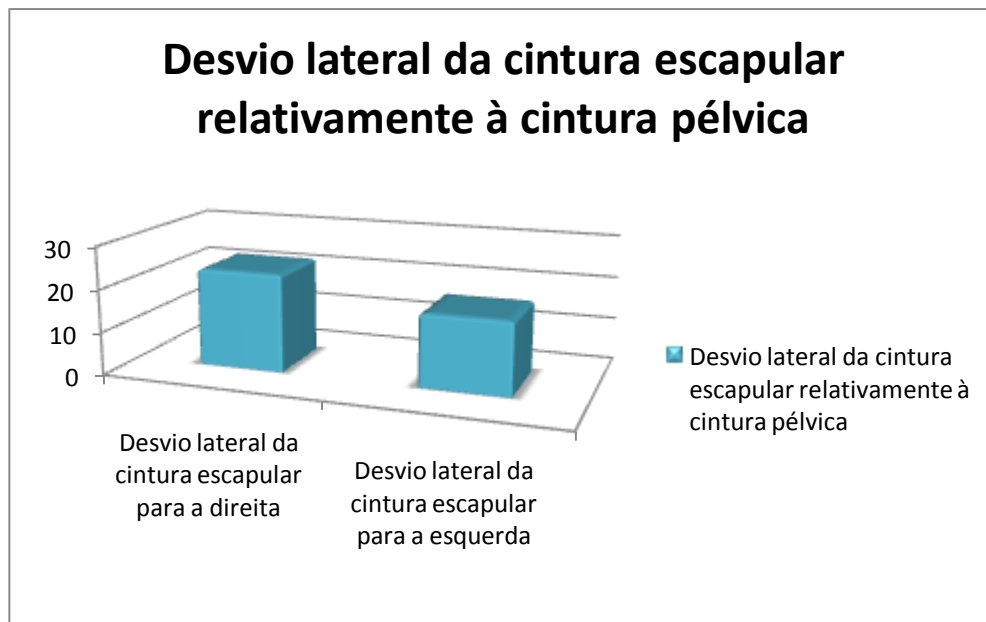 Desvio lateral da cintura escapular
relativamente à cintura pélvica
30
20
10
0
Desvio lateral da
cintura escapular
para a direita
Desvio lateral da
cintura escapular
para a esquerda
Desvio lateral da cintura
escapular relativamente à
cintura pélvica